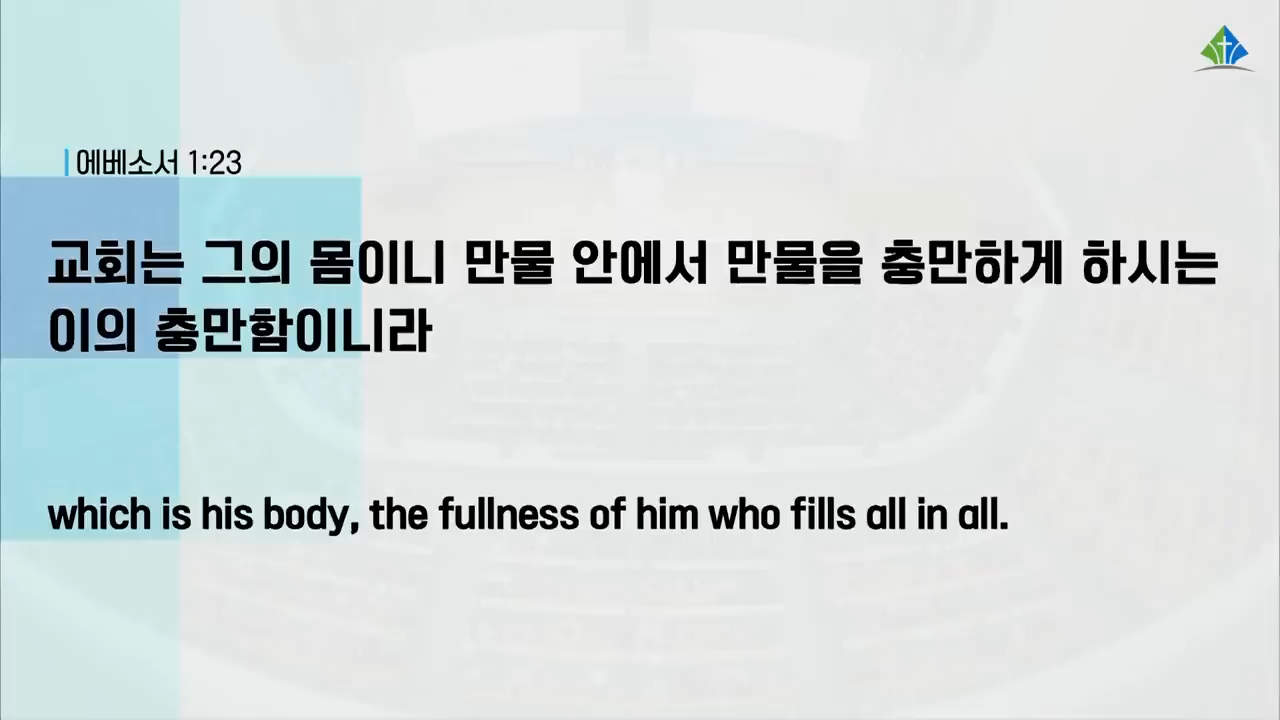 에베소서 1:23
교회는 그의 몸이니 만물 안에서 만물을 충만하게 하시는
이의 충만함이니라
which is his body, the fullness of him who fills all in all.